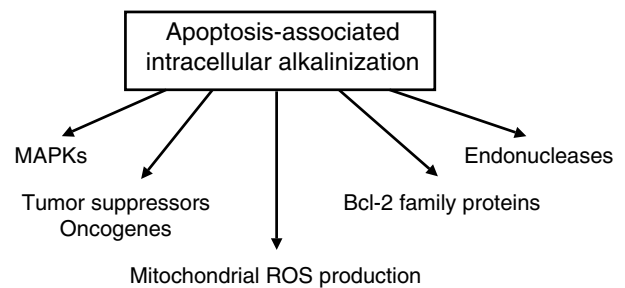 Apoptosis-associated
intracellular alkalinization
MAPKs
Endonucleases
Tumor suppressors
Oncogenes
Bcl-2 family proteins
Mitochondrial ROS production